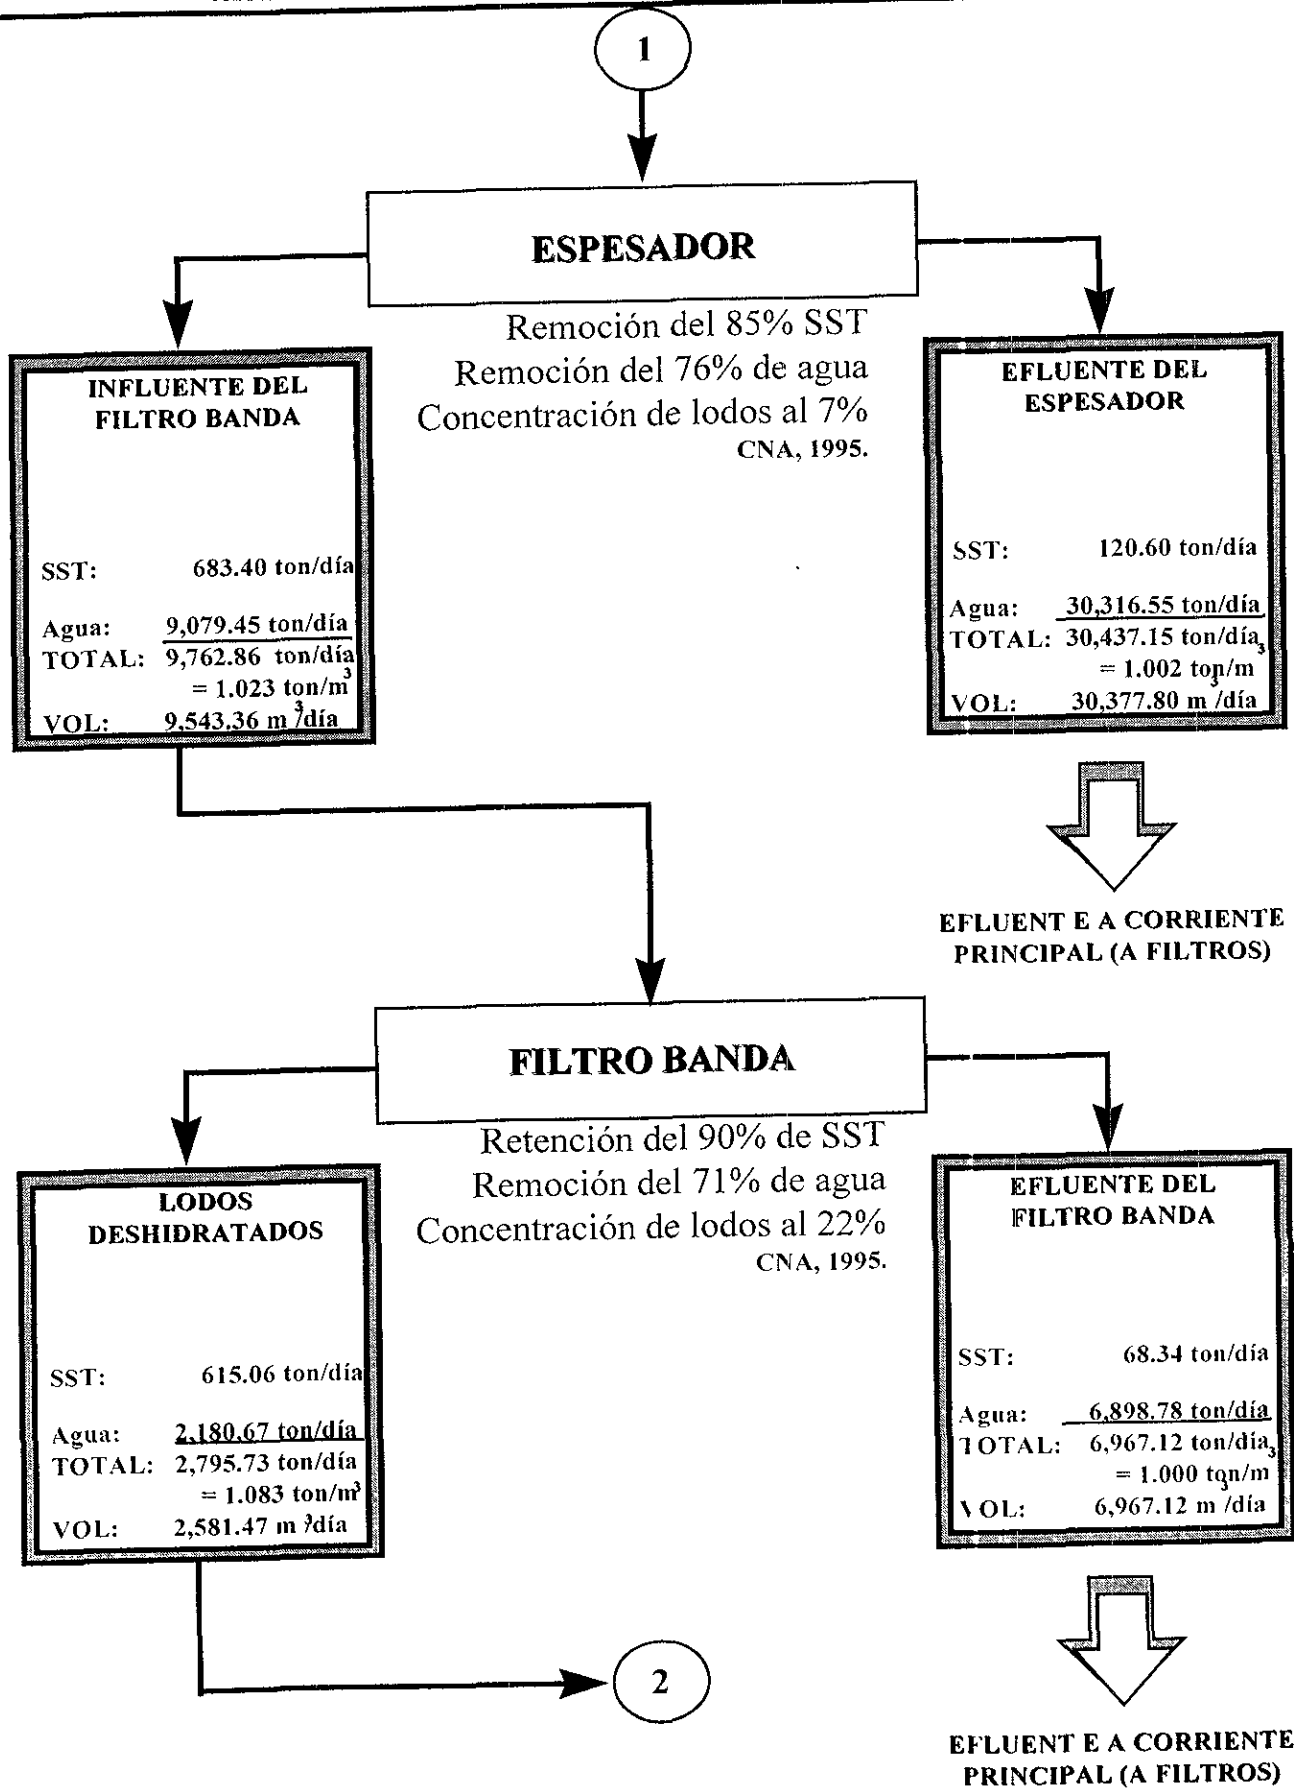 1
ESPESADOR
Remoción del 85% SST
Remoción del 76% de agua
Concentración de lodos al 7%
CNA, 1995.
INFLUENTE DEL
FILTRO BANDA
SST: 683.40 ton/día
Agua: 9,079.45 ton/día
TOTAL: 9,762.86 ton/día
= 1.023 ton/m³
VOL: 9,543.36 m³/día
EFLUENTE DEL
ESPESADOR
SST: 120.60 ton/día
Agua: 30,316.55 ton/día
TOTAL: 30,437.15 ton/día
= 1.002 ton/m³
VOL: 30,377.80 m³/día
EFLUENT E A CORRIENTE
PRINCIPAL (A FILTROS)
FILTRO BANDA
Retención del 90% de SST
Remoción del 71% de agua
Concentración de lodos al 22%
CNA, 1995.
LODOS
DESHIDRATADOS
SST: 615.06 ton/día
Agua: 2,180.67 ton/día
TOTAL: 2,795.73 ton/día
= 1.083 ton/m³
VOL: 2,581.47 m³/día
EFLUENTE DEL
FILTRO BANDA
SST: 68.34 ton/día
Agua: 6,898.78 ton/día
TOTAL: 6,967.12 ton/día
= 1.000 ton/m³
VOL: 6,967.12 m³/día
2
EFLUENT E A CORRIENTE
PRINCIPAL (A FILTROS)